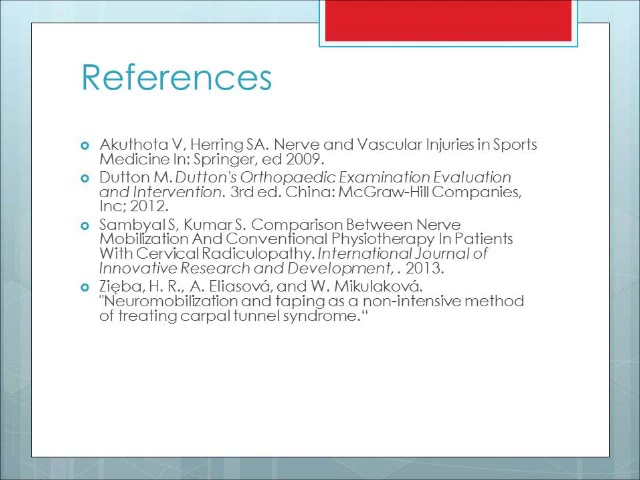 References
Akuthota V, Herring SA. Nerve and Vascular Injuries in Sports
Medicine In: Springer, ed 2009.
Dutton M. Dutton's Orthopaedic Examination Evaluation
and Intervention. 3rd ed. China: McGraw-Hill Companies,
Inc; 2012.
Sambyal S, Kumar S. Comparison Between Nerve
Mobilization And Conventional Physiotherapy In Patients
With Cervical Radiculopathy. International Journal of
Innovative Research and Development, . 2013.
Zięba, H. R., A. Eliasová, and W. Mikulaková.
"Neuromobilization and taping as a non-intensive method
of treating carpal tunnel syndrome.“